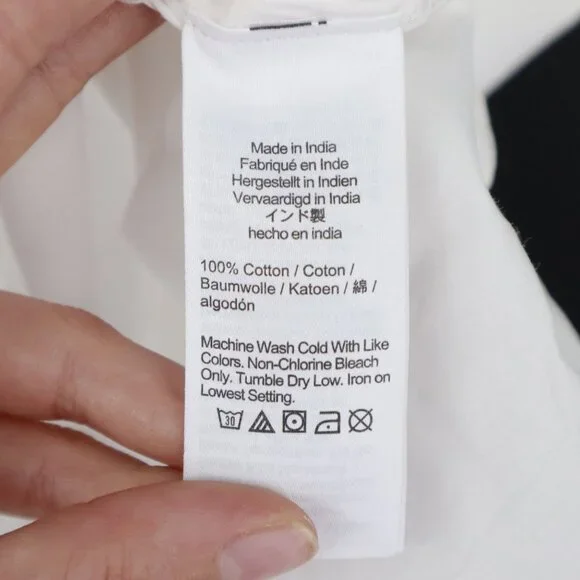 Made in India
Fabriqué en Inde
Hergestellt in Indien
Vervaardigd in India
インド製
hecho en india
100% Cotton / Coton /
Baumwolle / Katoen / 綿 /
algodón
Machine Wash Cold With Like
Colors. Non-Chlorine Bleach
Only. Tumble Dry Low. Iron on
Lowest Setting.
30